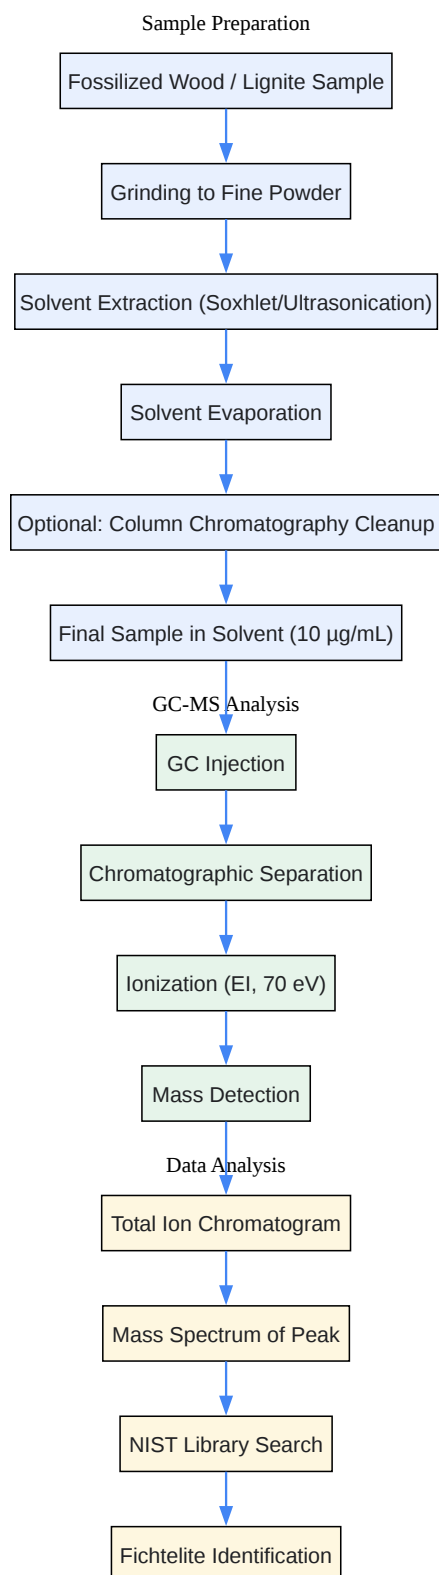 Sample Preparation
Fossilized Wood / Lignite Sample
Grinding to Fine Powder
Solvent Extraction (Soxhlet/Ultrasonication)
Solvent Evaporation
Optional: Column Chromatography Cleanup
Final Sample in Solvent (10 µg/mL)
GC-MS Analysis
GC Injection
Chromatographic Separation
Ionization (EI, 70 eV)
Mass Detection
Data Analysis
Total Ion Chromatogram
Mass Spectrum of Peak
NIST Library Search
Fichtelite Identification